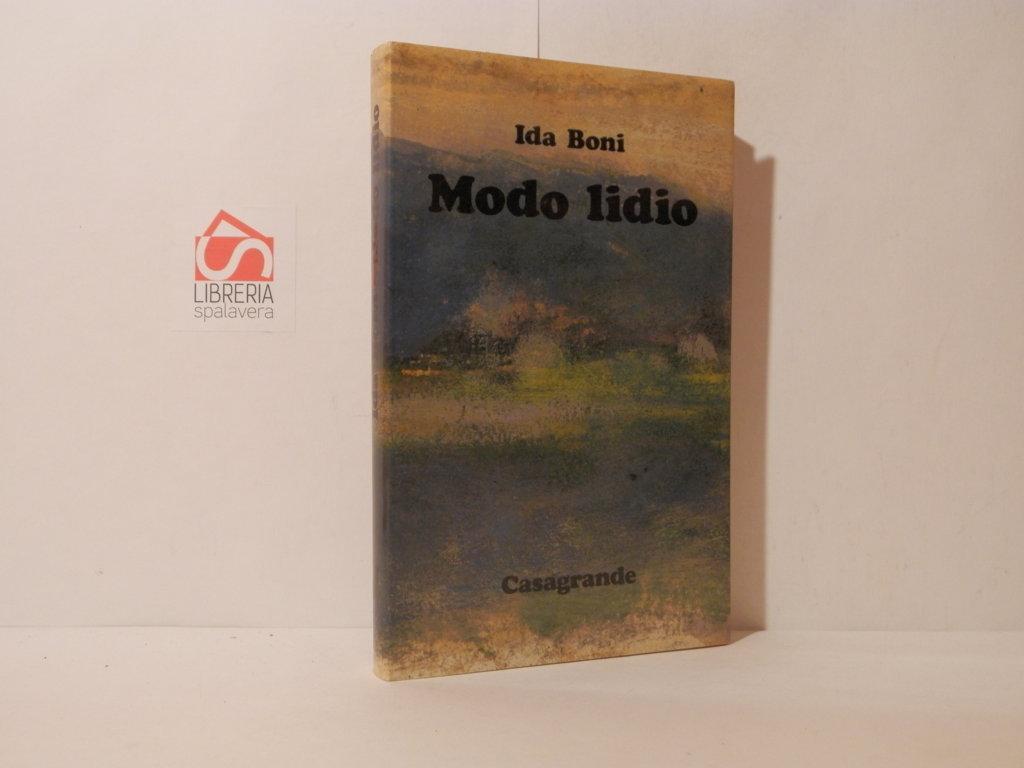 Ida Boni
Modo lidio
Casagrande
LIBRERIA
spalavera